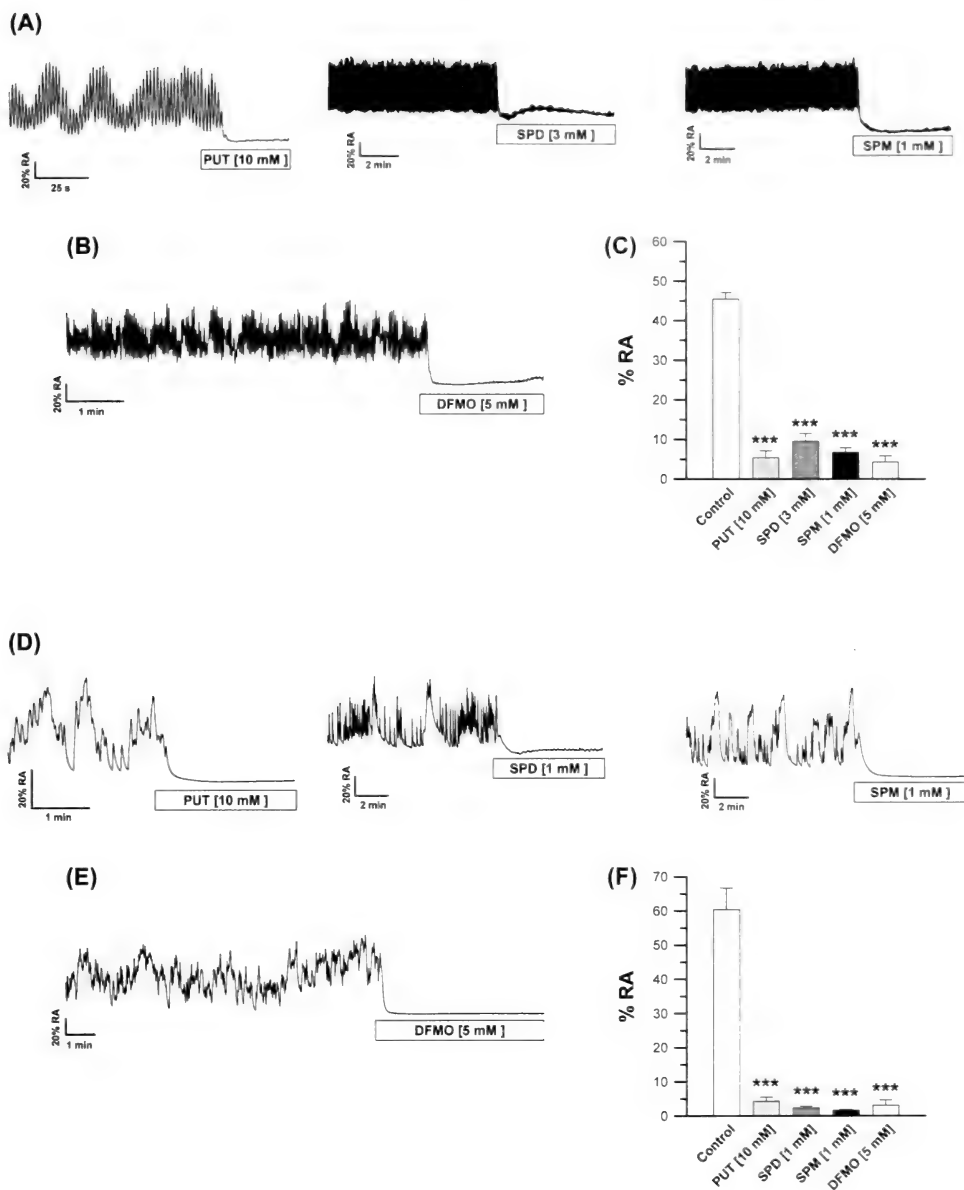 (A)
20% RA
25 s
PUT [10 mM ]
20% RA
2 min
SPD [3 mM ]
20% RA
2 min
SPM [1 mM ]
(B)
20% RA
1 min
DFMO [5 mM ]
(C)
60
50
40
30
20
10
0
% RA
***
***
***
***
Control
PUT [10 mM]
SPD [3 mM]
SPM [1 mM]
DFMO [5 mM]
(D)
20% RA
1 min
PUT [10 mM]
20% RA
2 min
SPD [1 mM ]
20% RA
2 min
SPM [1 mM ]
(E)
20% RA
1 min
DFMO [5 mM ]
(F)
70
60
50
40
30
20
10
0
% RA
***
***
***
***
Control
PUT [10 mM]
SPD [1 mM]
SPM [1 mM]
DFMO [5 mM]